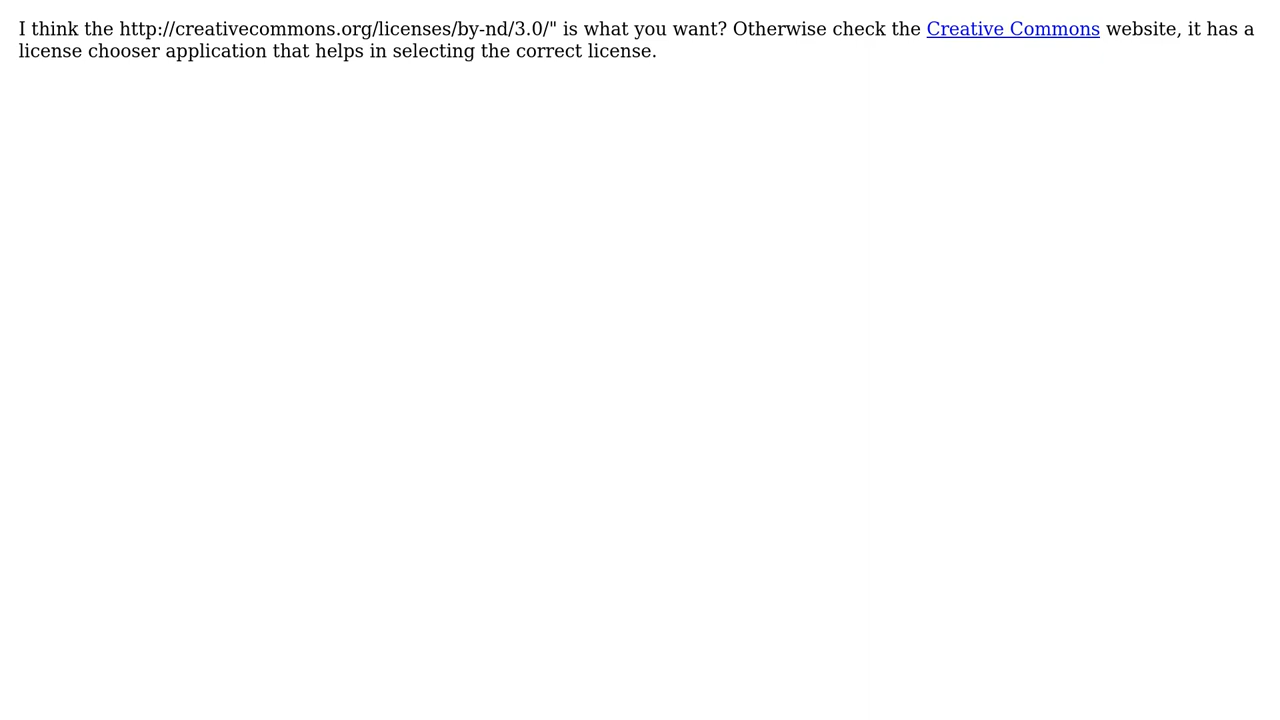 I think the http://creativecommons.org/licenses/by-nd/3.0/" is what you want? Otherwise check the Creative Commons website, it has a
license chooser application that helps in selecting the correct license.